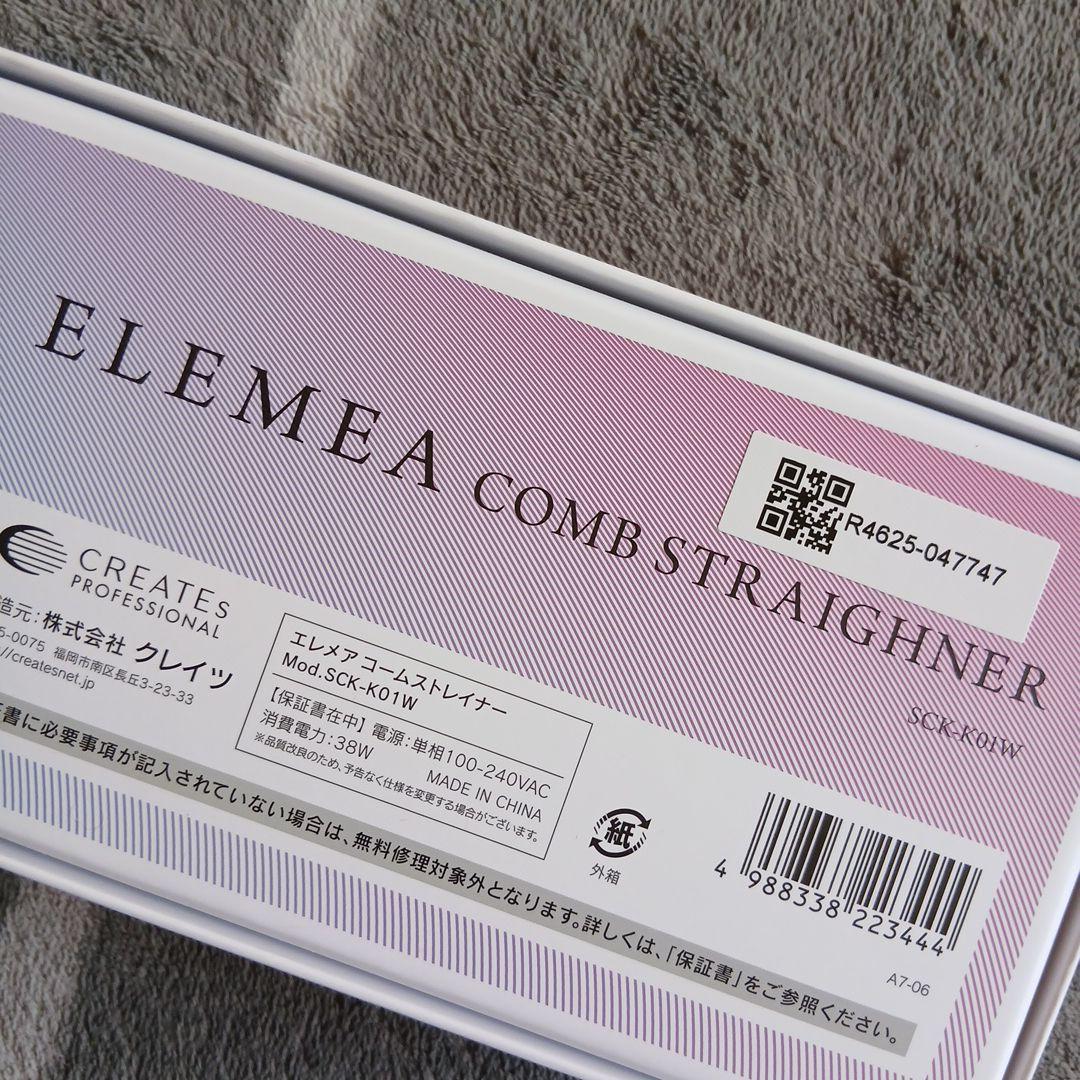 ELEMEA COMB STRAIGHNER
SCK-K01W
R4625-047747
CREATEs
PROFESSIONAL
造元:株式会社 クレイツ
5-0075 福岡市南区長丘3-23-33
//createsnet.jp
エレメア コームストレイナー
Mod.SCK-K01W
【保証書在中】 電源:単相100-240VAC
消費電力:38W MADE IN CHINA
※品質改良のため、予告なく仕様を変更する場合がございます。
紙
外箱
4 988338 223444
A7-06
書に必要事項が記入されていない場合は、無料修理対象外となります。詳しくは、「保証書」をご参照ください。